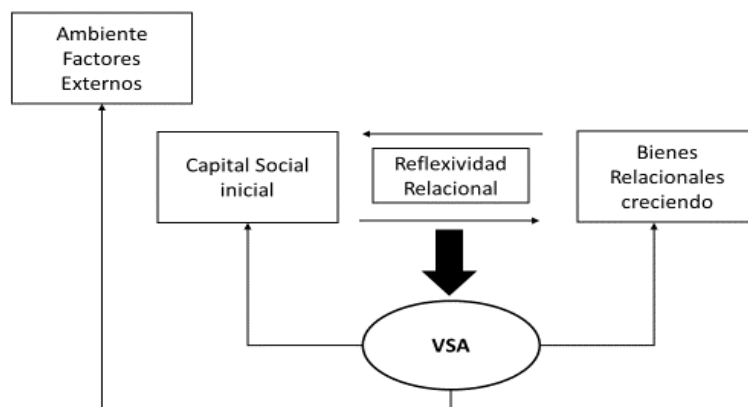 Ambiente
Factores
Externos
Capital Social
inicial
Reflexividad
Relacional
Bienes
Relacionales
creciendo
VSA